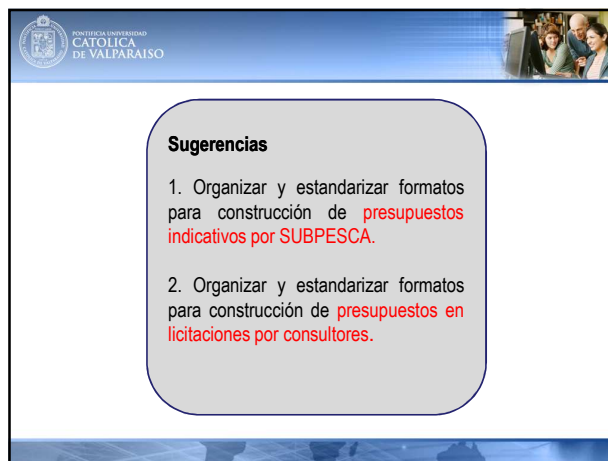 PONTIFICIA UNIVERSIDAD
CATOLICA
DE VALPARAISO
Sugerencias
1. Organizar y estandarizar formatos
para construcción de presupuestos
indicativos por SUBPESCA.
2. Organizar y estandarizar formatos
para construcción de presupuestos en
licitaciones por consultores.